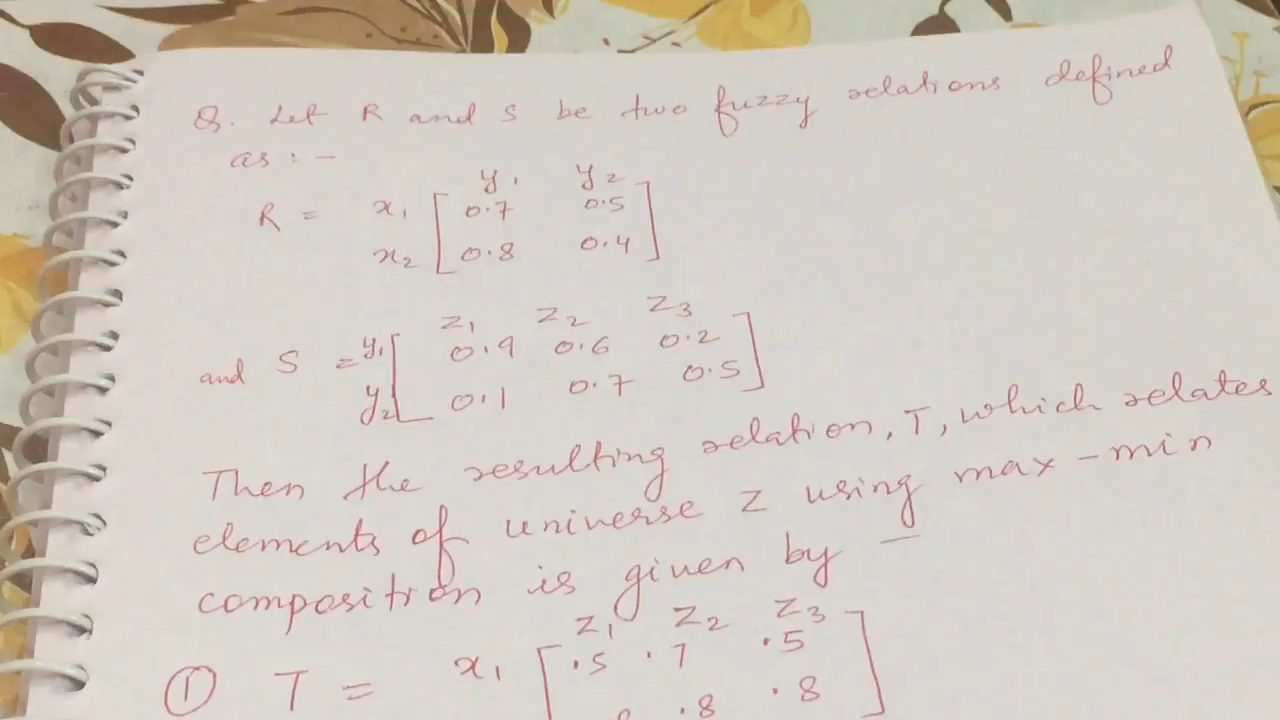 Q. Let R and S be two fuzzy relations defined
as : -
y1 y2
R = x1 [ 0.7 0.5 ]
x2 [ 0.8 0.4 ]
z1 z2 z3
and S = y1 [ 0.9 0.6 0.2 ]
y2 [ 0.1 0.7 0.5 ]
Then the resulting relation, T, which relates
elements of universe z using max - min
composition is given by -
z1 z2 z3
① T = x1 [ .5 .7 .5 ]
.8 .8